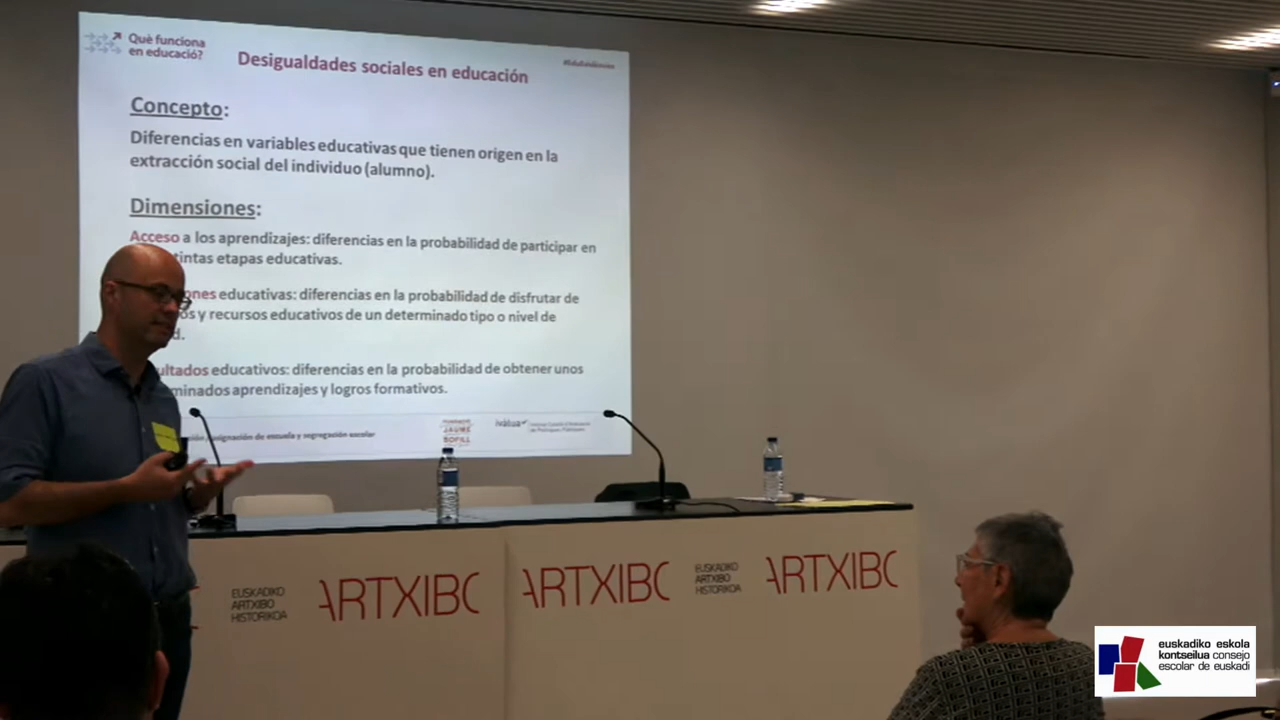 Què funciona
en educació?
Desigualdades sociales en educación
Concepto:
Diferencias en variables educativas que tienen origen en la
extracción social del individuo (alumno).
Dimensiones:
Acceso a los aprendizajes: diferencias en la probabilidad de participar en
tintas etapas educativas.
ones educativas: diferencias en la probabilidad de disfrutar de
os y recursos educativos de un determinado tipo o nivel de
d.
ultados educativos: diferencias en la probabilidad de obtener unos
minados aprendizajes y logros formativos.
asignación de escuela y segregación escolar
FUNDACIÓ
JAUME
BOFILL
ivàlua
EUSKADIKO
ARTXIBO
HISTORIKOA
ARTXIBO
ARTXIBO
EUSKADIKO
ARTXIBO
HISTORIKOA
ARTXIBO
euskadiko eskola
kontseilua consejo
escolar de euskadi